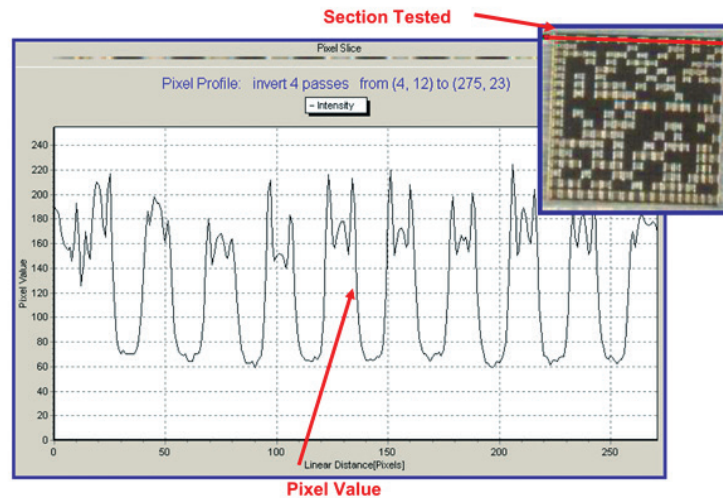 Section Tested
Pixel Slice
Pixel Profile: invert 4 passes from (4, 12) to (275, 23)
Intensity
240
220
200
180
160
140
120
100
80
60
40
20
0
Pixel Value
0 50 100 150 200 250
Linear Distance[Pixels]
Pixel Value